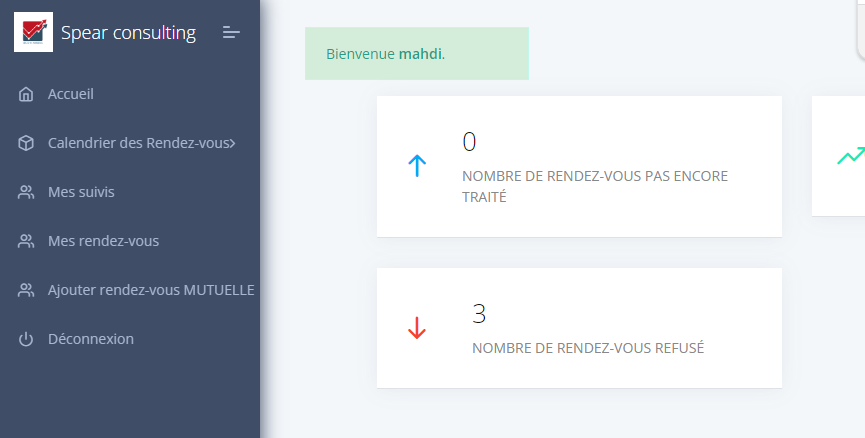 Spear consulting
Accueil
Calendrier des Rendez-vous
Mes suivis
Mes rendez-vous
Ajouter rendez-vous MUTUELLE
Déconnexion
Bienvenue mahdi.
0
NOMBRE DE RENDEZ-VOUS PAS ENCORE
TRAITÉ
3
NOMBRE DE RENDEZ-VOUS REFUSÉ